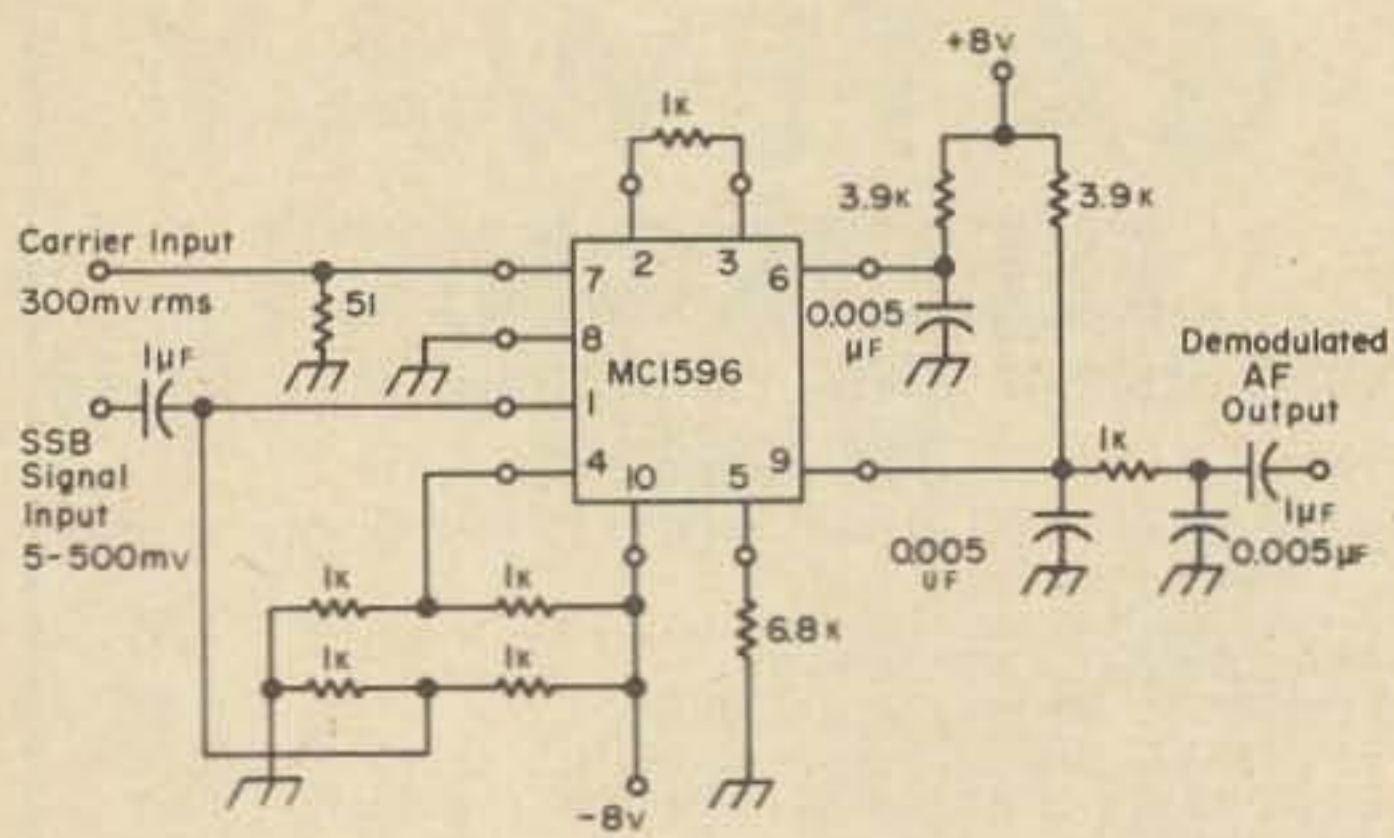 +8v
1K
3.9K
3.9K
Carrier Input
300mv rms
51
7
2
3
6
8
MC1596
0.005
µF
Demodulated
AF
Output
1µF
SSB
Signal
Input
5-500mv
1
4
10
5
9
1K
1µF
0.005
UF
0.005µF
1K
1K
6.8K
1K
1K
-8v